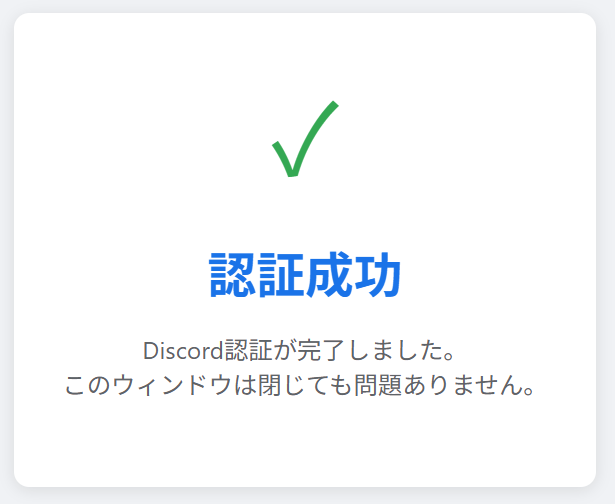 認証成功
Discord認証が完了しました。
このウィンドウは閉じても問題ありません。